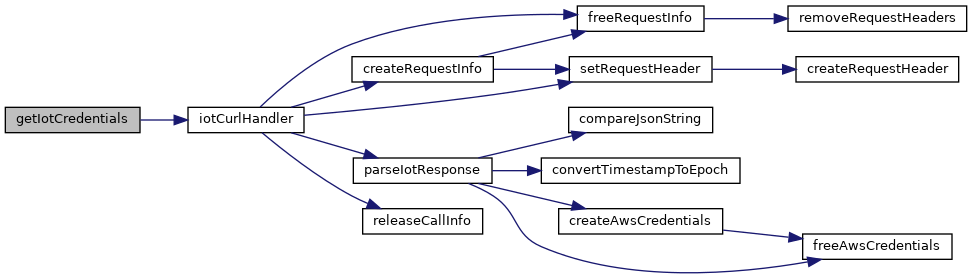 getIotCredentials
iotCurlHandler
freeRequestInfo
removeRequestHeaders
createRequestInfo
setRequestHeader
createRequestHeader
parseIotResponse
compareJsonString
convertTimestampToEpoch
createAwsCredentials
freeAwsCredentials
releaseCallInfo